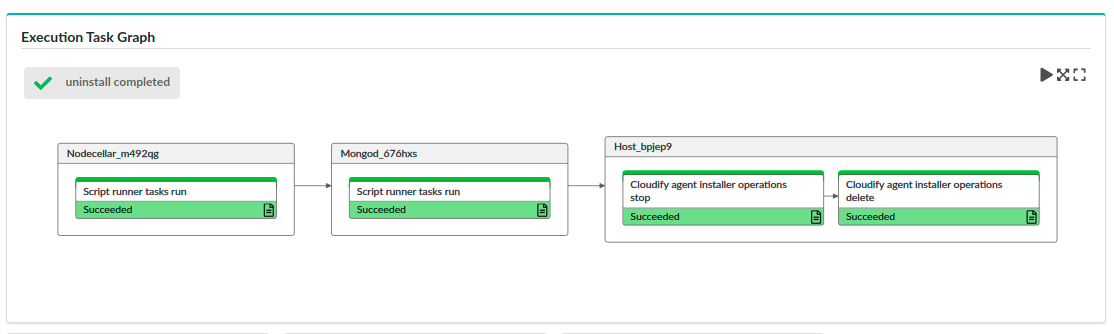 Execution Task Graph
uninstall completed
Nodecellar_m492qg
Script runner tasks run
Succeeded
Mongod_676hxs
Script runner tasks run
Succeeded
Host_bpjep9
Cloudify agent installer operations
stop
Succeeded
Cloudify agent installer operations
delete
Succeeded